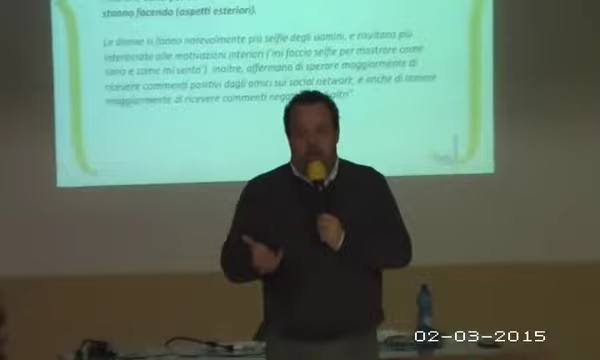 stanno facendo (aspetti esteriori).
Le donne si fanno notevolmente più selfie degli uomini, e risultano più
interessate alle motivazioni interiori ("mi faccio selfie per mostrare come
sono e come mi sento") inoltre, affermano di sperare maggiormente di
ricevere commenti positivi dagli amici sui social network, e anche di temere
maggiormente di ricevere commenti
02-03-2015